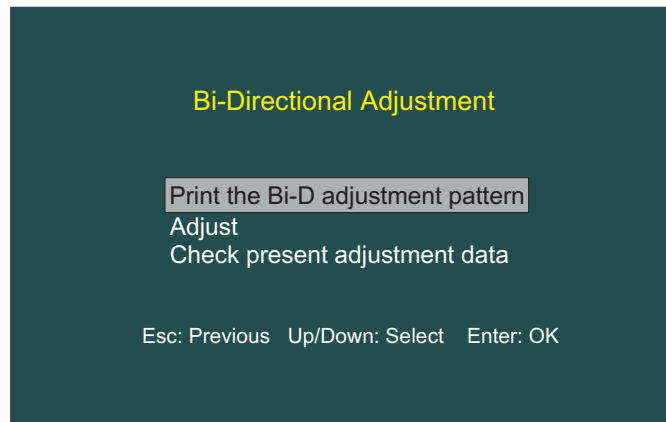 Bi-Directional Adjustment
Print the Bi-D adjustment pattern
Adjust
Check present adjustment data
Esc: Previous Up/Down: Select Enter: OK